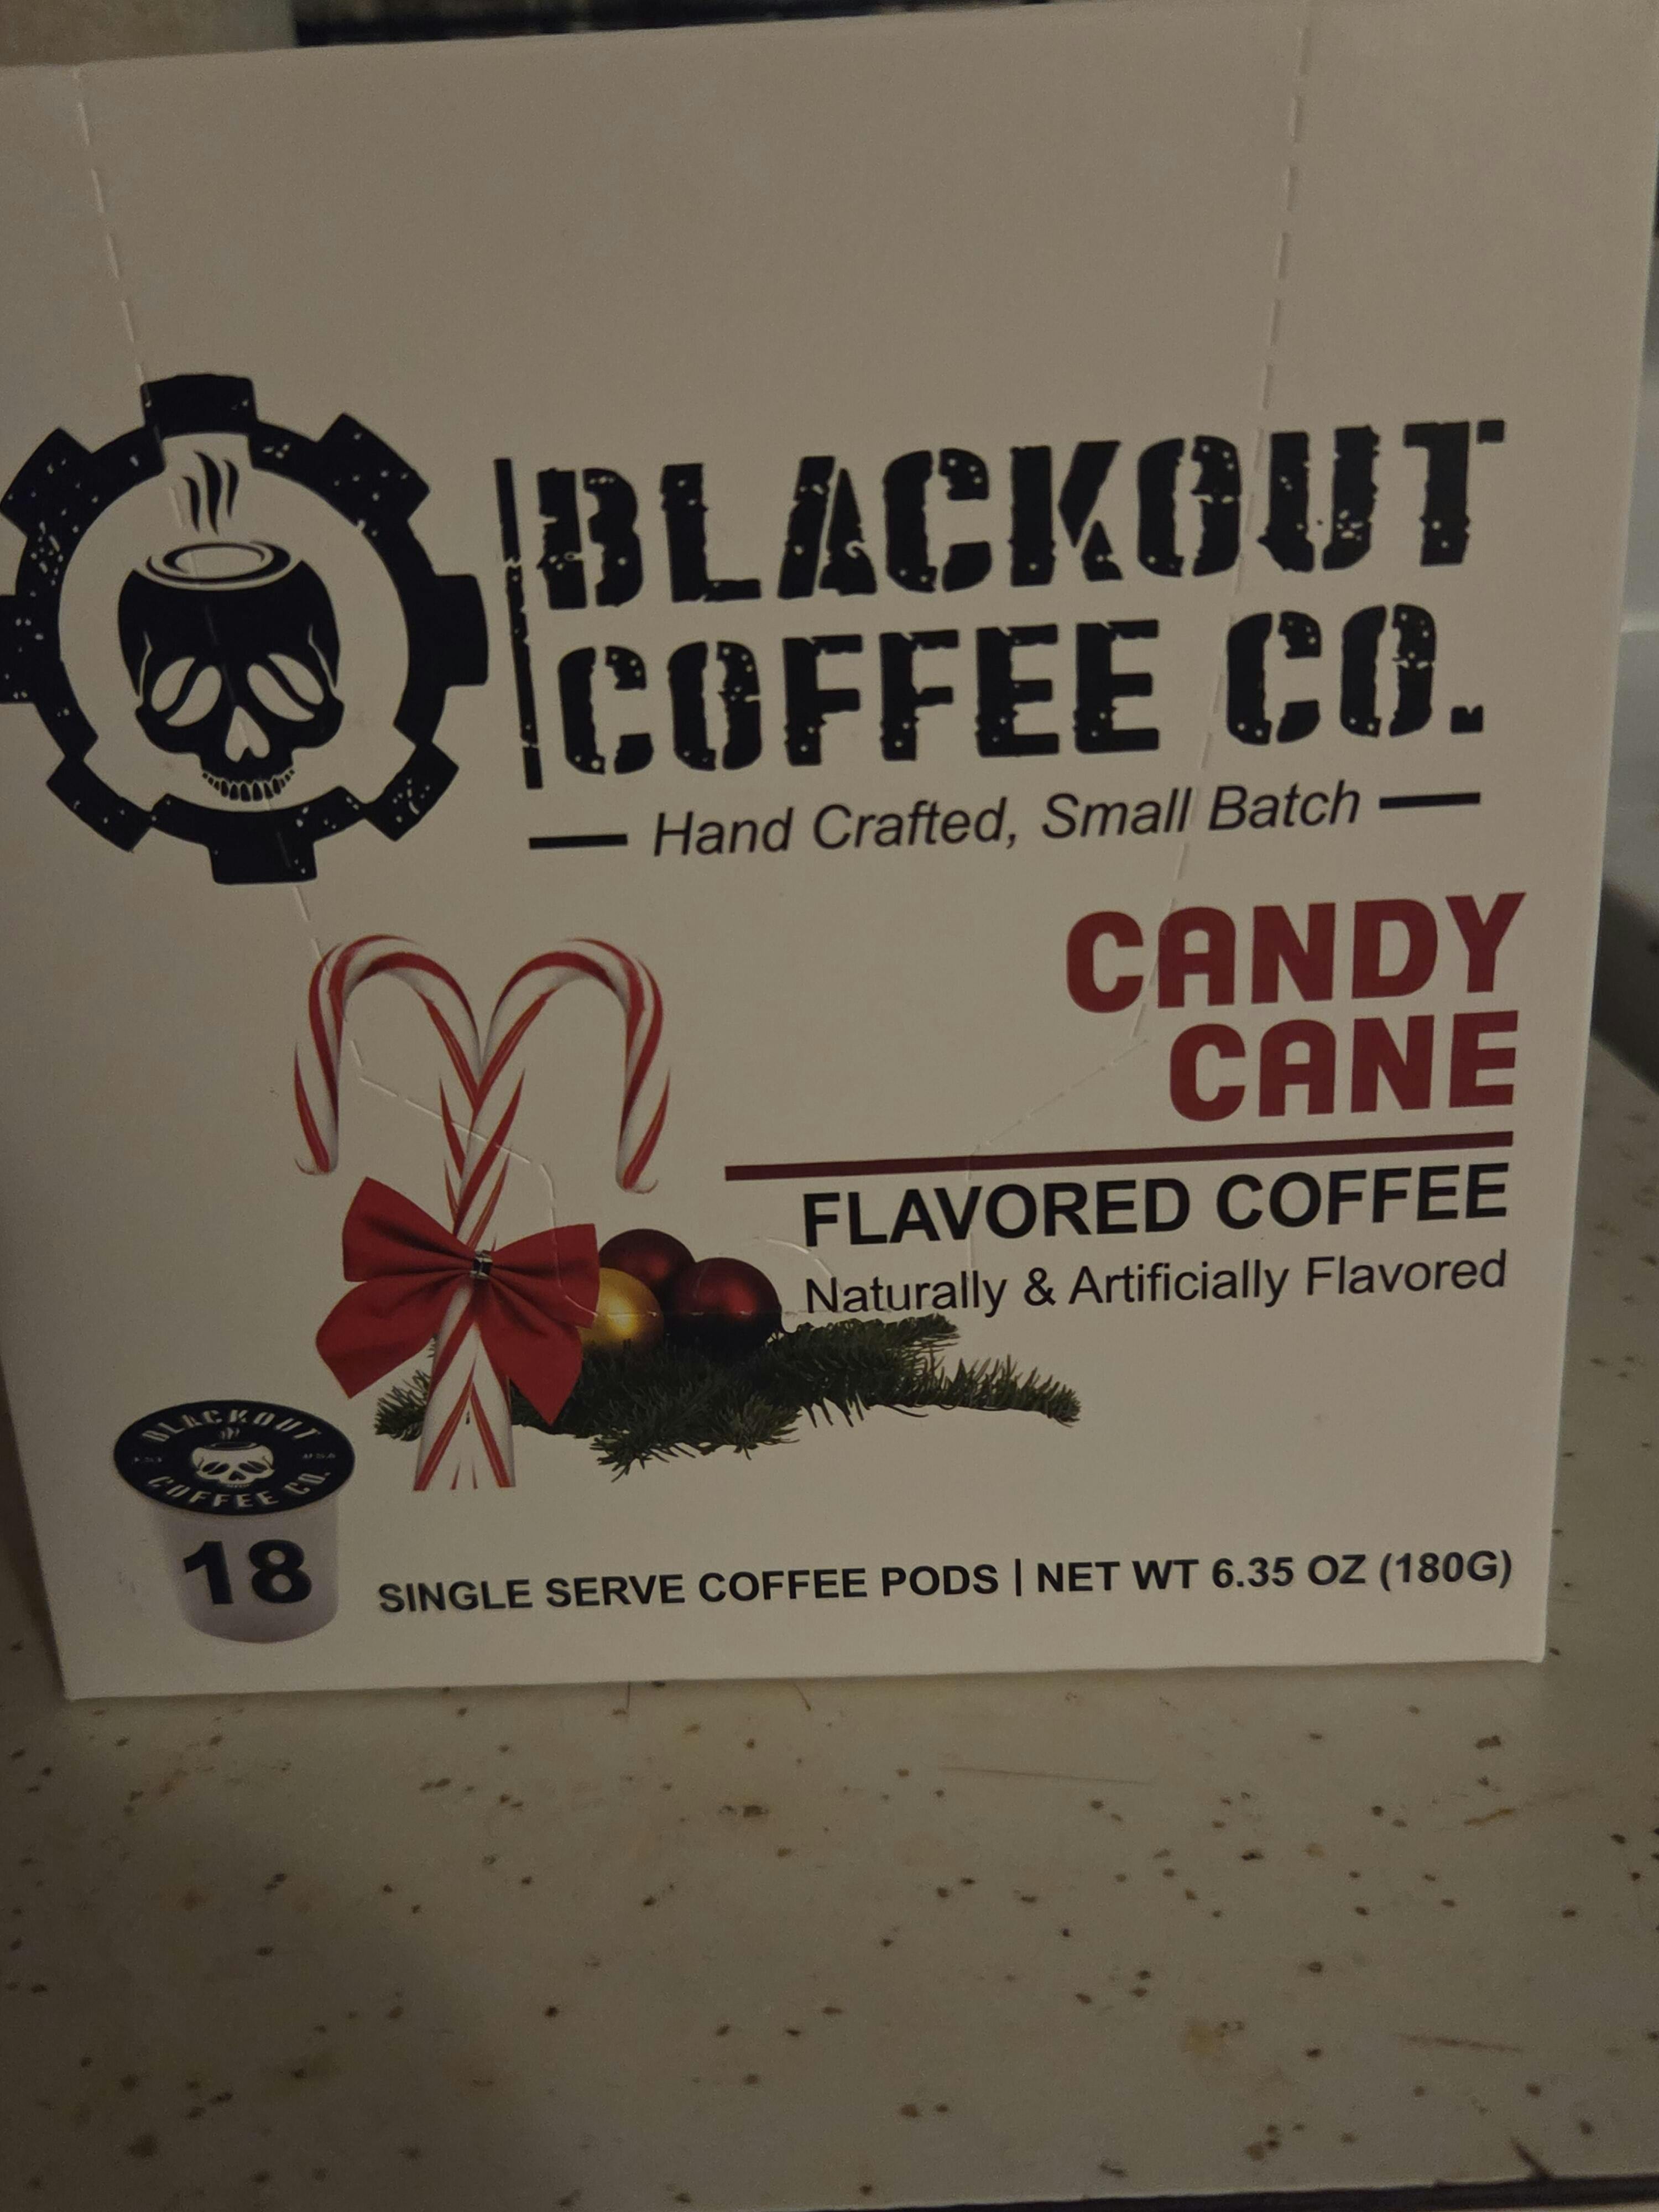 BLACKOUT
COFFEE CO.
Hand Crafted, Small Batch
CANDY
CANE
FLAVORED COFFEE
Naturally & Artificially Flavored
BLACKOUT
COFFEE CO.
18
SINGLE SERVE COFFEE PODS | NET WT 6.35 OZ (180G)